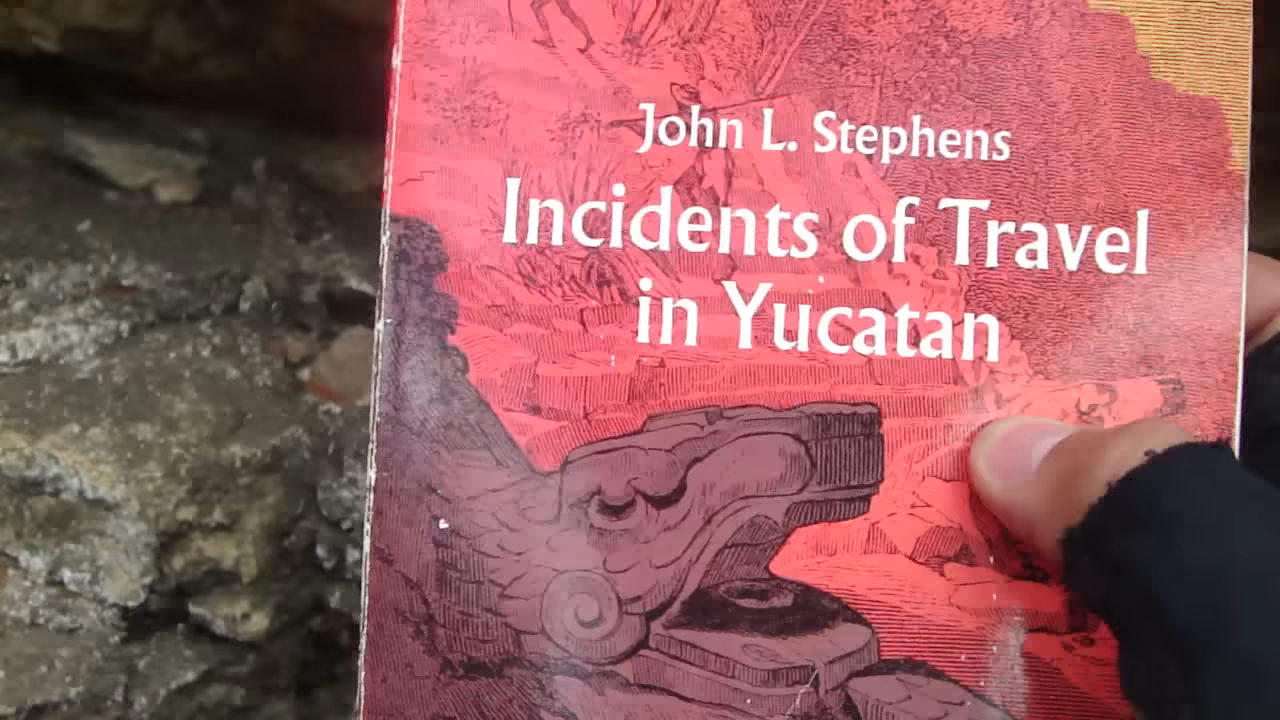 John L. Stephens
Incidents of Travel
in Yucatan